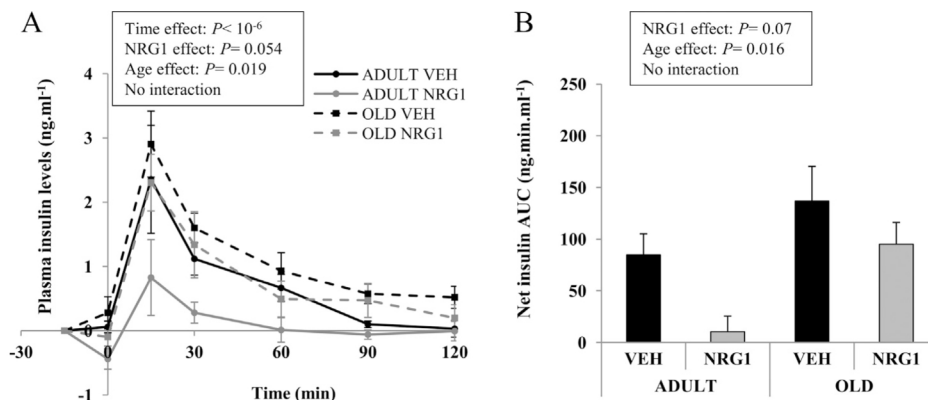 A
Time effect: P< 10-6
NRG1 effect: P= 0.054
Age effect: P= 0.019
No interaction
ADULT VEH
ADULT NRG1
OLD VEH
OLD NRG1
Plasma insulin levels (ng.ml-1)
4
3
2
1
0
-1
-30
0
30
60
90
120
Time (min)
B
NRG1 effect: P= 0.07
Age effect: P= 0.016
No interaction
Net insulin AUC (ng.min.ml-1)
250
200
150
100
50
0
VEH
NRG1
VEH
NRG1
ADULT
OLD